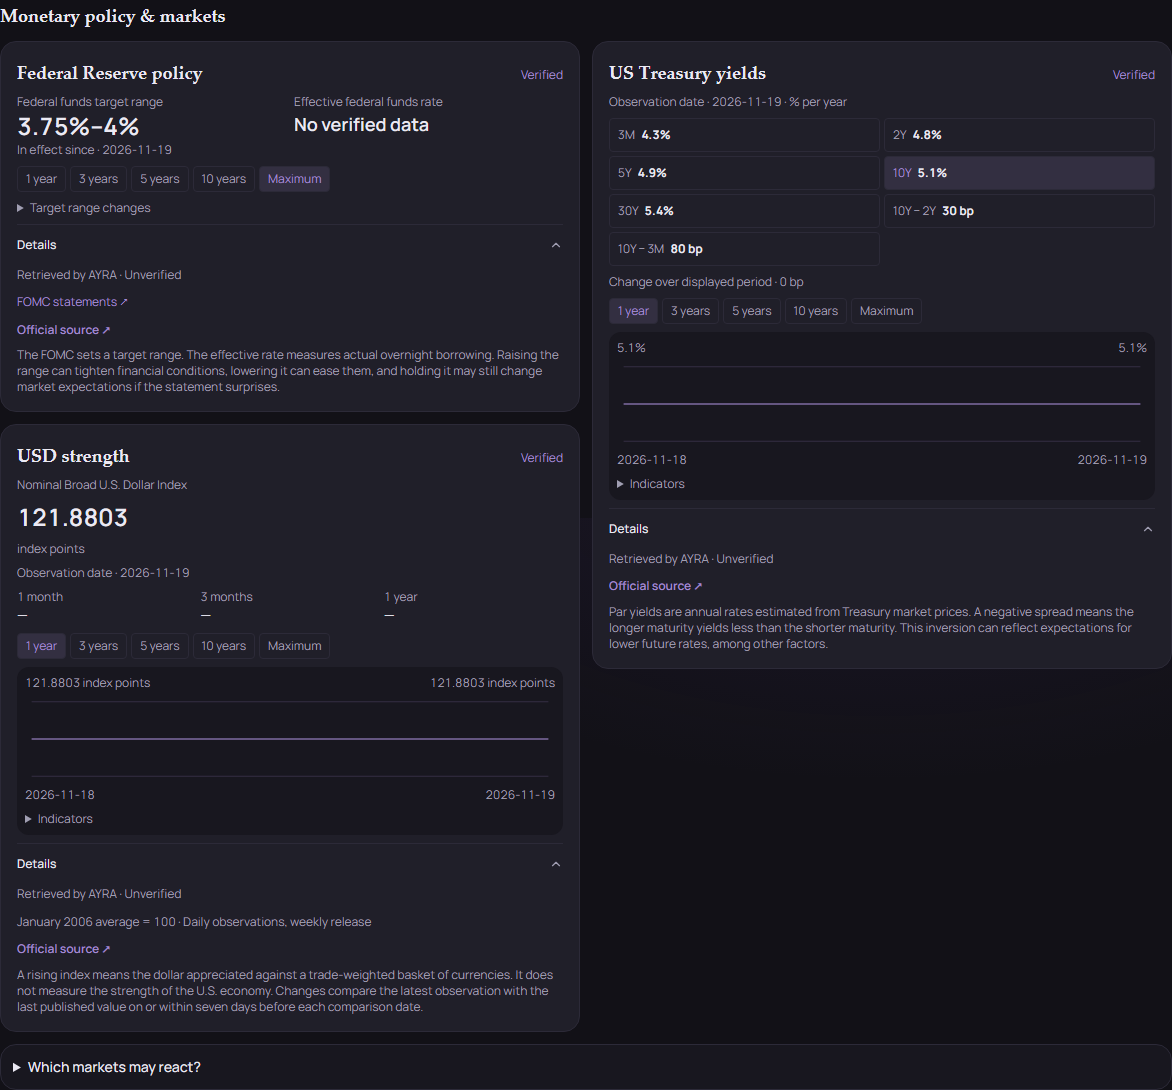 Monetary policy & markets
Federal Reserve policy
Verified
Federal funds target range
Effective federal funds rate
3.75%–4%
No verified data
In effect since · 2026-11-19
1 year
3 years
5 years
10 years
Maximum
▶ Target range changes
Details
Retrieved by AYRA · Unverified
FOMC statements ↗
Official source ↗
The FOMC sets a target range. The effective rate measures actual overnight borrowing. Raising the
range can tighten financial conditions, lowering it can ease them, and holding it may still change
market expectations if the statement surprises.
USD strength
Verified
Nominal Broad U.S. Dollar Index
121.8803
index points
Observation date · 2026-11-19
1 month
3 months
1 year
—
—
—
1 year
3 years
5 years
10 years
Maximum
121.8803 index points
121.8803 index points
2026-11-18
2026-11-19
▶ Indicators
Details
Retrieved by AYRA · Unverified
January 2006 average = 100 · Daily observations, weekly release
Official source ↗
A rising index means the dollar appreciated against a trade-weighted basket of currencies. It does
not measure the strength of the U.S. economy. Changes compare the latest observation with the
last published value on or within seven days before each comparison date.
US Treasury yields
Verified
Observation date · 2026-11-19 · % per year
3M 4.3%
2Y 4.8%
5Y 4.9%
10Y 5.1%
30Y 5.4%
10Y − 2Y 30 bp
10Y − 3M 80 bp
Change over displayed period · 0 bp
1 year
3 years
5 years
10 years
Maximum
5.1%
5.1%
2026-11-18
2026-11-19
▶ Indicators
Details
Retrieved by AYRA · Unverified
Official source ↗
Par yields are annual rates estimated from Treasury market prices. A negative spread means the
longer maturity yields less than the shorter maturity. This inversion can reflect expectations for
lower future rates, among other factors.
▶ Which markets may react?